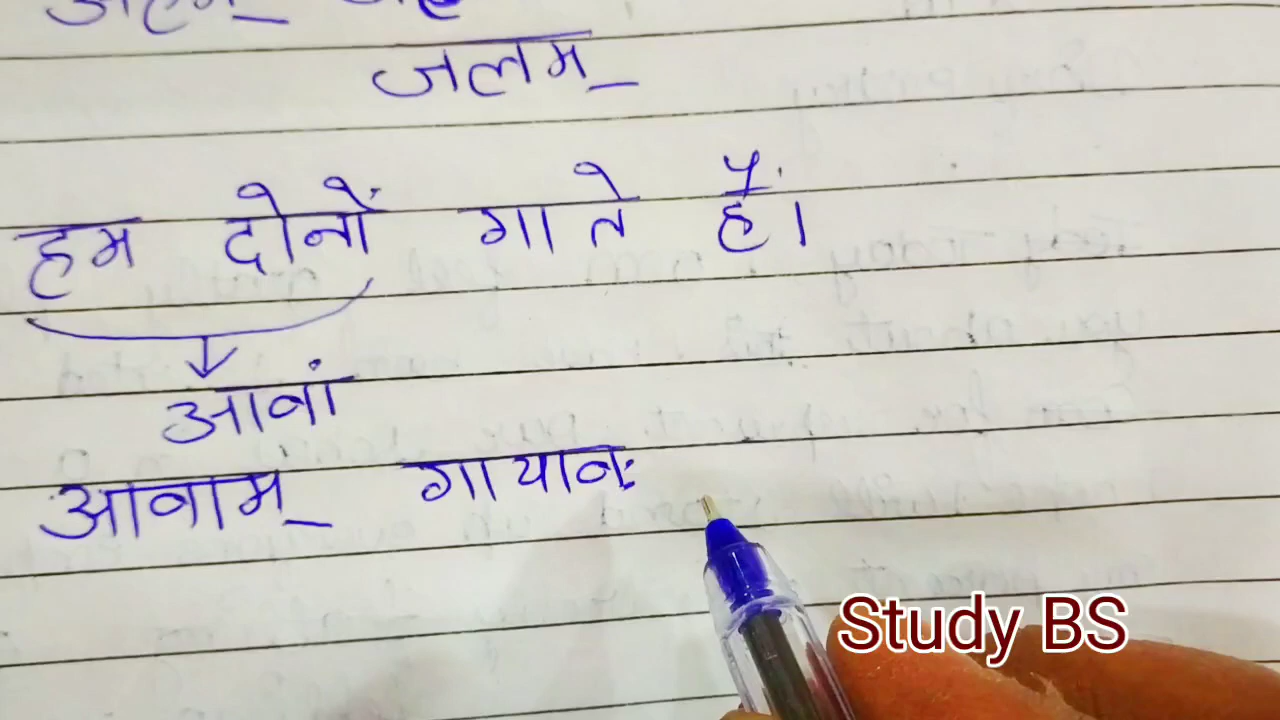 जलम्
हम दोनों गाते हैं।
आवां
आवाम् गायावः
Study BS